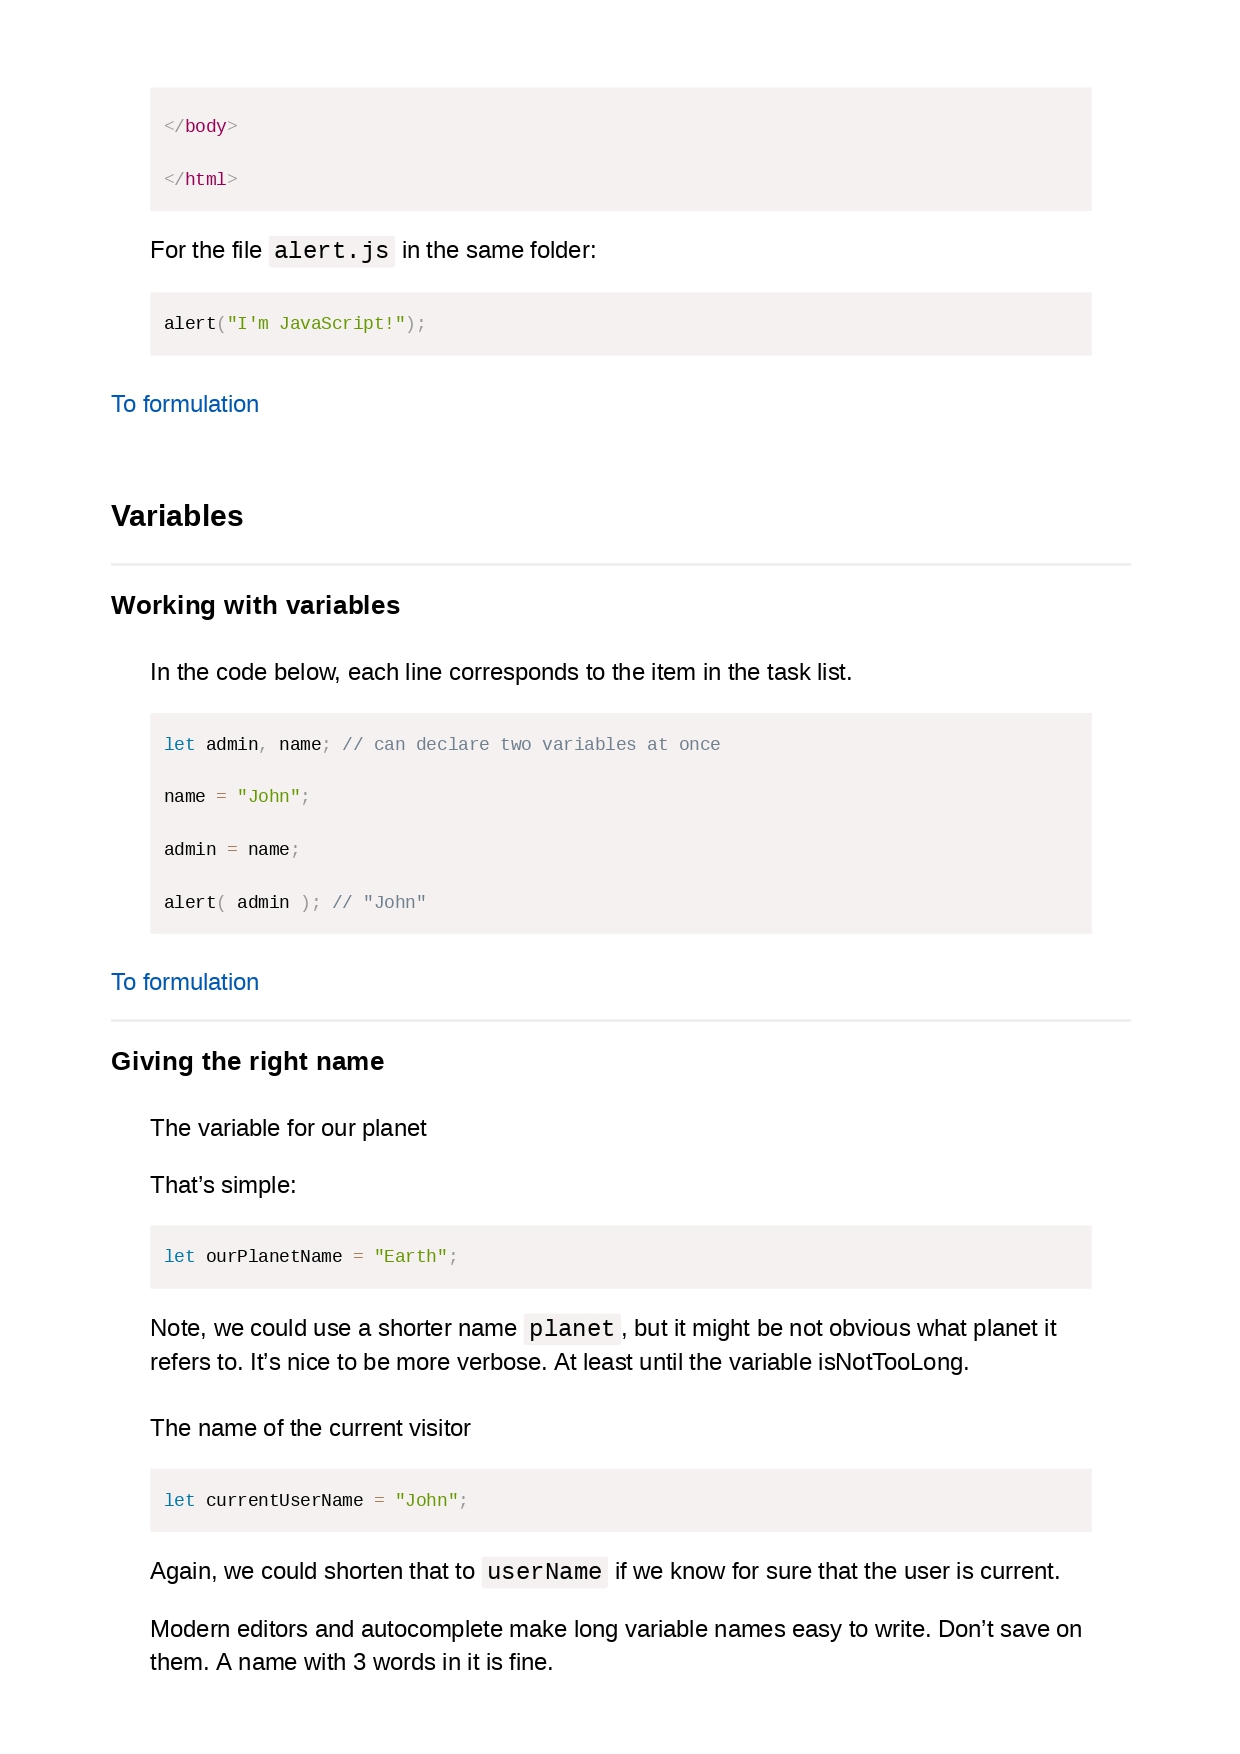 </body>
</html>
For the file alert.js in the same folder:
alert("I'm JavaScript!");
To formulation
Variables
Working with variables
In the code below, each line corresponds to the item in the task list.
let admin, name; // can declare two variables at once
name = "John";
admin = name;
alert( admin ); // "John"
To formulation
Giving the right name
The variable for our planet
That’s simple:
let ourPlanetName = "Earth";
Note, we could use a shorter name planet, but it might be not obvious what planet it
refers to. It’s nice to be more verbose. At least until the variable isNotTooLong.
The name of the current visitor
let currentUserName = "John";
Again, we could shorten that to userName if we know for sure that the user is current.
Modern editors and autocomplete make long variable names easy to write. Don’t save on
them. A name with 3 words in it is fine.